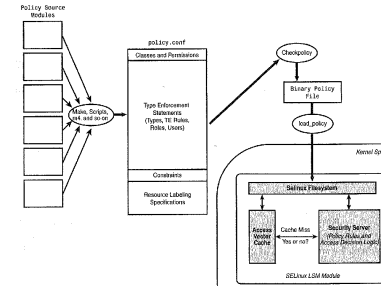 Policy Source
Modules
Make, Scripts,
m4, and so on
policy.conf
Classes and Permissions
Type Enforcement
Statements
(Types, TE Rules,
Roles, Users)
Constraints
Resource Labeling
Specifications
Checkpolicy
Binary Policy
File
load_policy
Kernel Sp
Selinux Filesystem
Access
Vector
Cache
Cache Miss
Yes or no?
Security Server
(Policy Rules and
Access Decision Logic)
SELinux LSM Module